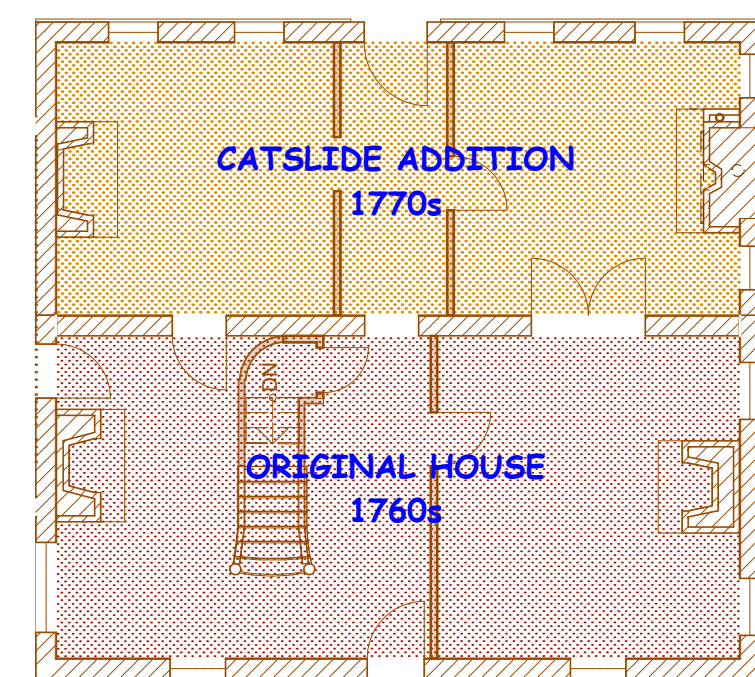 CATSLIDE ADDITION
1770s
DN
ORIGINAL HOUSE
1760s